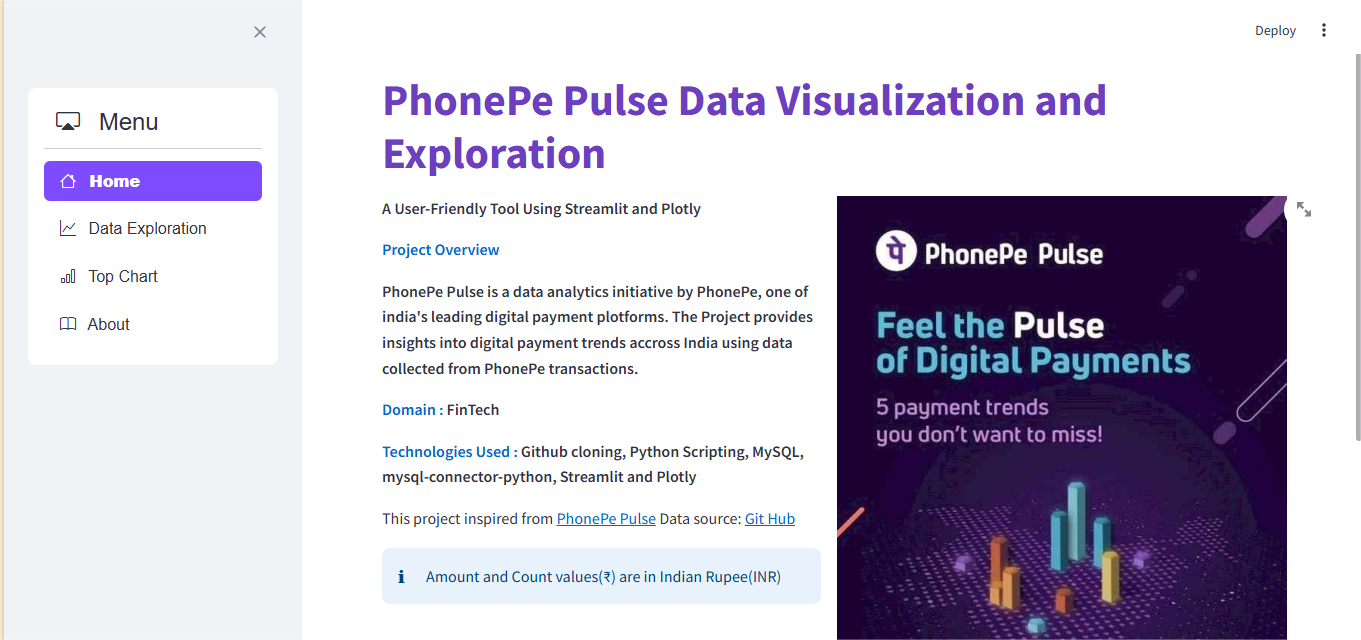 Deploy
Menu
Home
Data Exploration
Top Chart
About
PhonePe Pulse Data Visualization and
Exploration
A User-Friendly Tool Using Streamlit and Plotly
Project Overview
PhonePe Pulse is a data analytics initiative by PhonePe, one of
india's leading digital payment plotforms. The Project provides
insights into digital payment trends accross India using data
collected from PhonePe transactions.
Domain : FinTech
Technologies Used : Github cloning, Python Scripting, MySQL,
mysql-connector-python, Streamlit and Plotly
This project inspired from PhonePe Pulse Data source: Git Hub
Amount and Count values(₹) are in Indian Rupee(INR)
पे PhonePe Pulse
Feel the Pulse
of Digital Payments
5 payment trends
you don't want to miss!